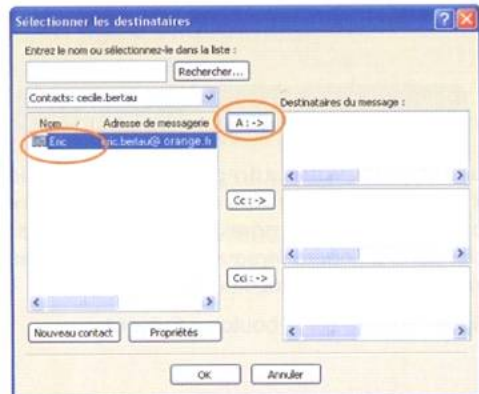 Sélectionner les destinataires
Entrez le nom ou sélectionnez-le dans la liste :
Rechercher...
Contacts: cecile.bertau
Destinataires du message :
Nom / Adresse de messagerie
A : ->
Eric eric.bertau@orange.fr
Cc : ->
Cci : ->
Nouveau contact Propriétés
OK Annuler